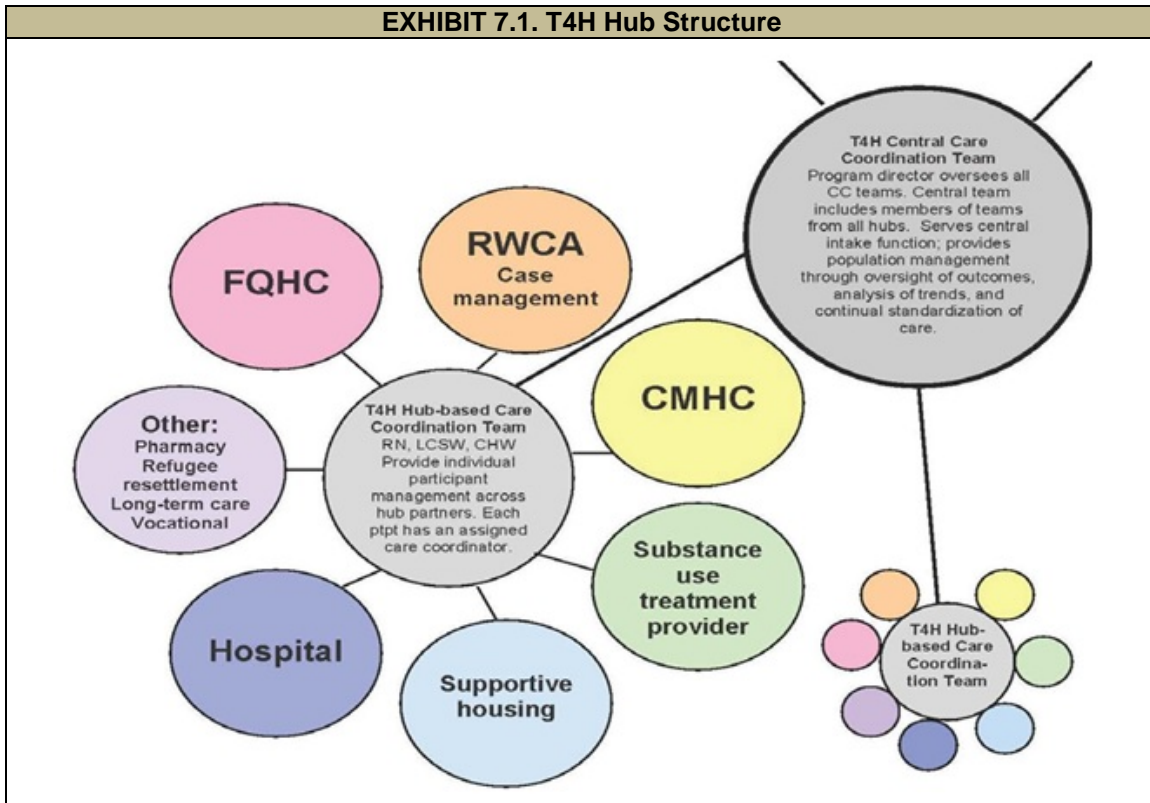 EXHIBIT 7.1. T4H Hub Structure
T4H Central Care
Coordination Team
Program director oversees all
CC teams. Central team
includes members of teams
from all hubs. Serves central
intake function; provides
population management
through oversight of outcomes,
analysis of trends, and
continual standardization of
care.
RWCA
Case
management
FQHC
CMHC
T4H Hub-based Care
Coordination Team
RN, LCSW, CHW
Provide individual
participant
management across
hub partners. Each
ptpt has an assigned
care coordinator.
Other:
Pharmacy
Refugee
resettlement
Long-term care
Vocational
Substance
use
treatment
provider
Hospital
Supportive
housing
T4H Hub-
based Care
Coordina-
tion Team